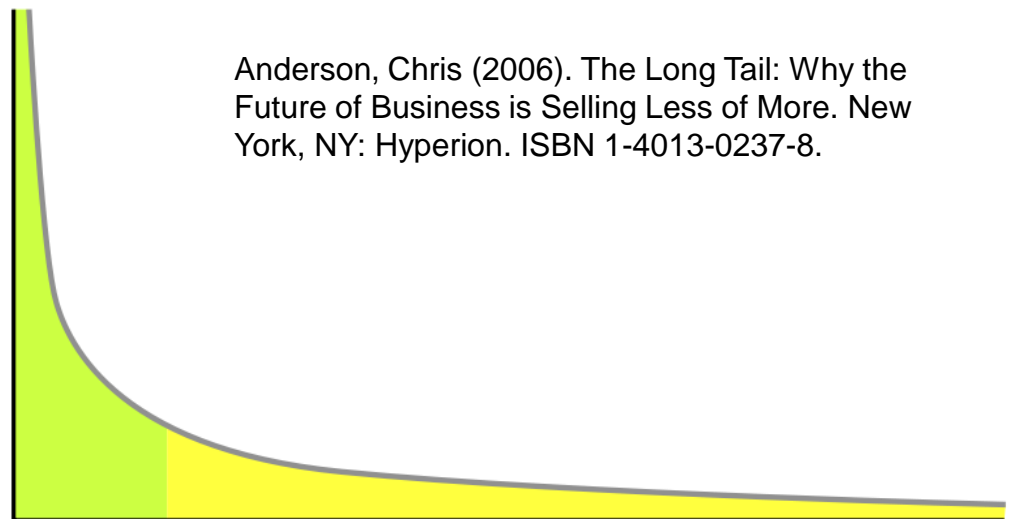 Anderson, Chris (2006). The Long Tail: Why the
Future of Business is Selling Less of More. New
York, NY: Hyperion. ISBN 1-4013-0237-8.